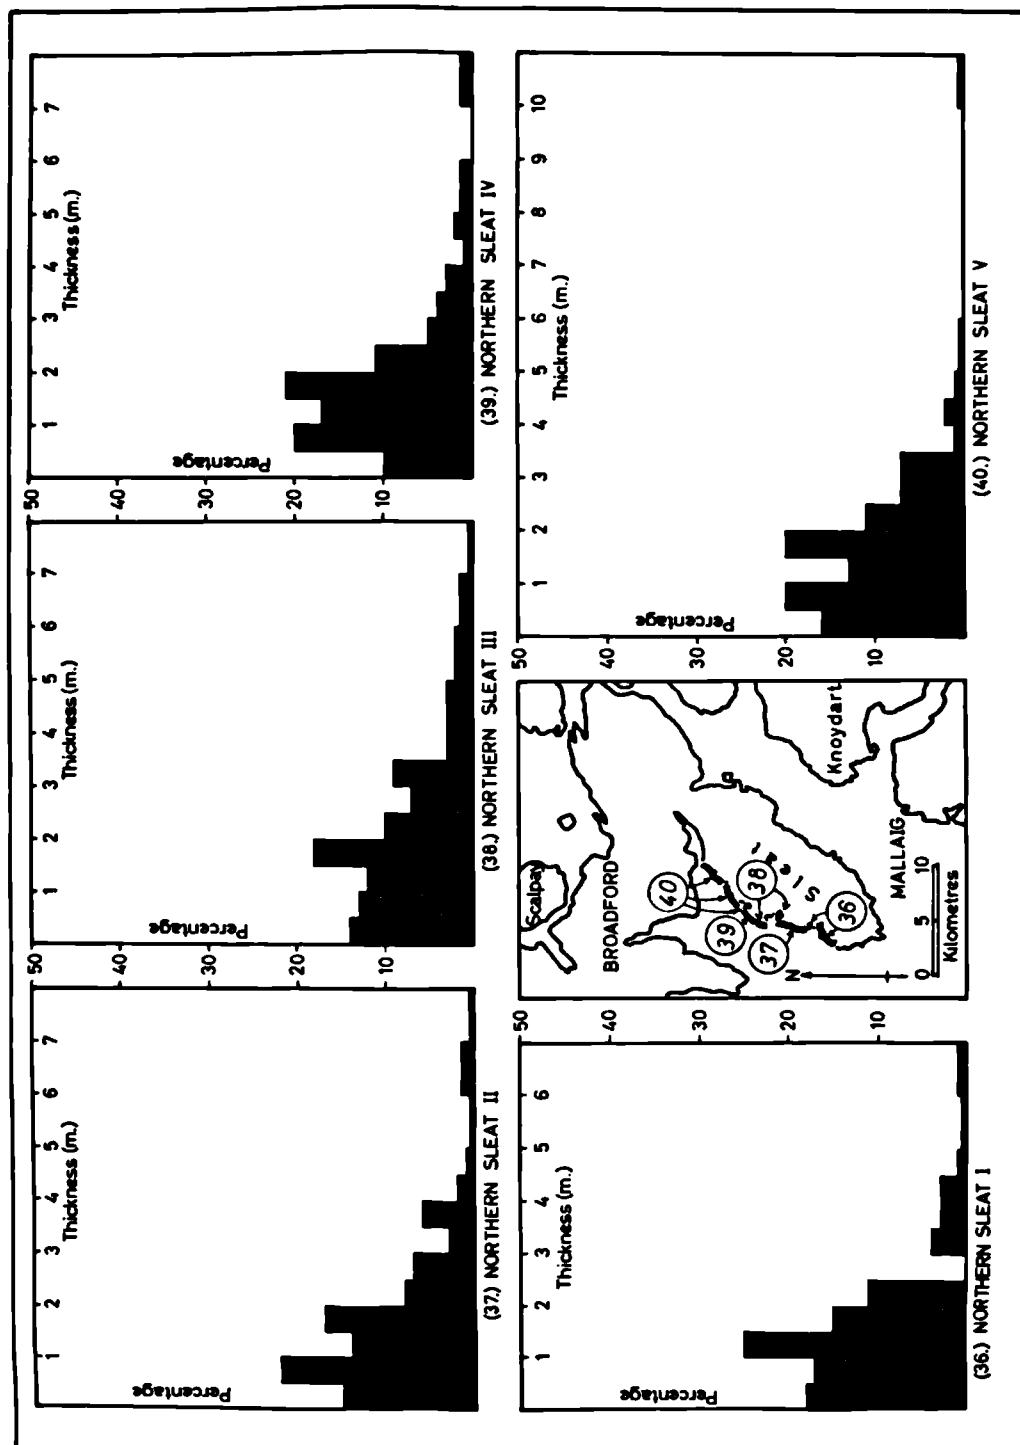 50 40 30 20 10
Percentage
1 2 3 4 5 6 7
Thickness (m.)
(37.) NORTHERN SLEAT II
50 40 30 20 10
Percentage
1 2 3 4 5 6 7
Thickness (m.)
(38.) NORTHERN SLEAT III
50 40 30 20 10
Percentage
1 2 3 4 5 6 7
Thickness (m.)
(39.) NORTHERN SLEAT IV
50 40 30 20 10
Percentage
1 2 3 4 5 6
Thickness (m.)
(36.) NORTHERN SLEAT I
Scalpay
BROADFORD
40
39
38
37
36
SLEAT
N
Knoydart
MALLAIG
0 5 10
Kilometres
50 40 30 20 10
Percentage
1 2 3 4 5 6 7 8 9 10
Thickness (m.)
(40.) NORTHERN SLEAT V